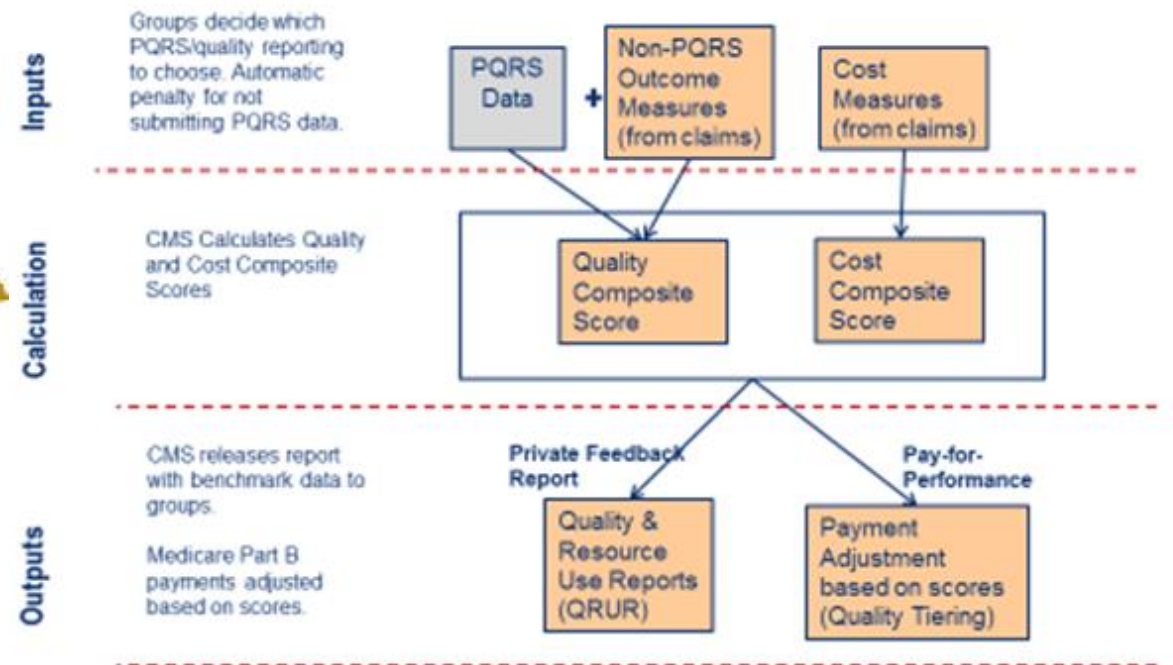 Inputs
Groups decide which
PQRS/quality reporting
to choose. Automatic
penalty for not
submitting PQRS data.
PQRS
Data
+
Non-PQRS
Outcome
Measures
(from claims)
Cost
Measures
(from claims)
Calculation
CMS Calculates Quality
and Cost Composite
Scores
Quality
Composite
Score
Cost
Composite
Score
Outputs
CMS releases report
with benchmark data to
groups.
Medicare Part B
payments adjusted
based on scores.
Private Feedback
Report
Quality &
Resource
Use Reports
(QRUR)
Pay-for-
Performance
Payment
Adjustment
based on scores
(Quality Tiering)